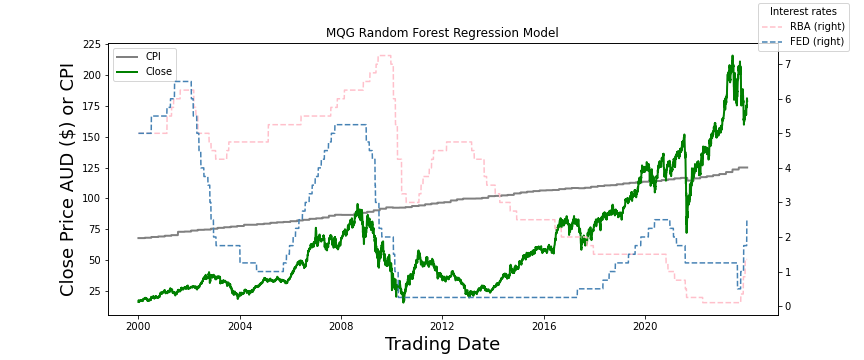 Interest rates
RBA (right)
FED (right)
MQG Random Forest Regression Model
CPI
Close
225
200
175
150
125
100
75
50
25
7
6
5
4
3
2
1
0
Close Price AUD ($) or CPI
2000
2004
2008
2012
2016
2020
Trading Date